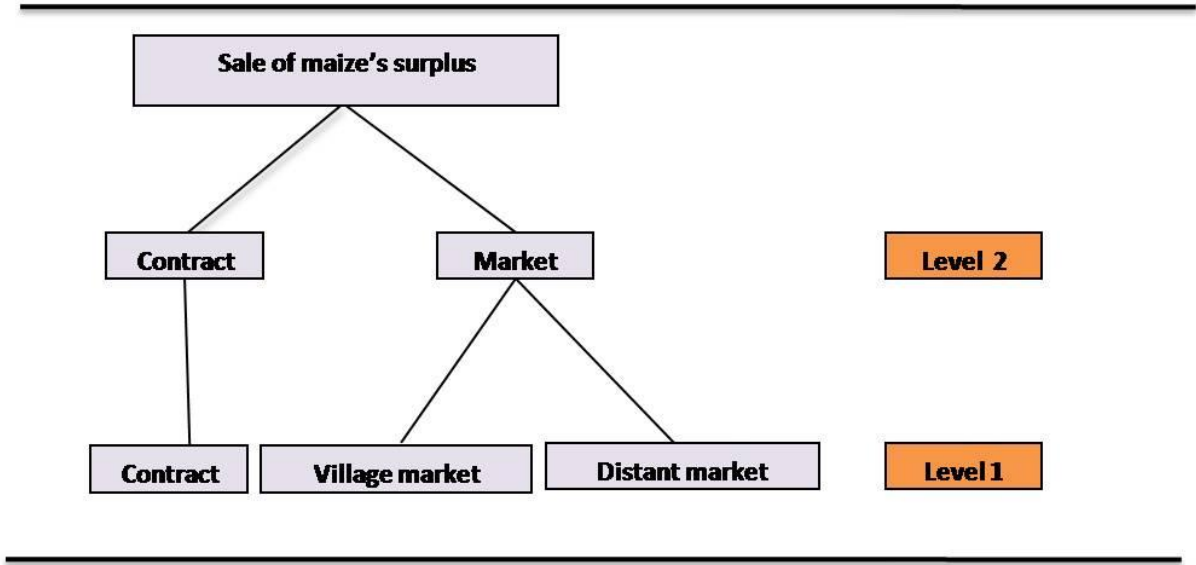 Sale of maize's surplus
Contract
Market
Level 2
Contract
Village market
Distant market
Level 1